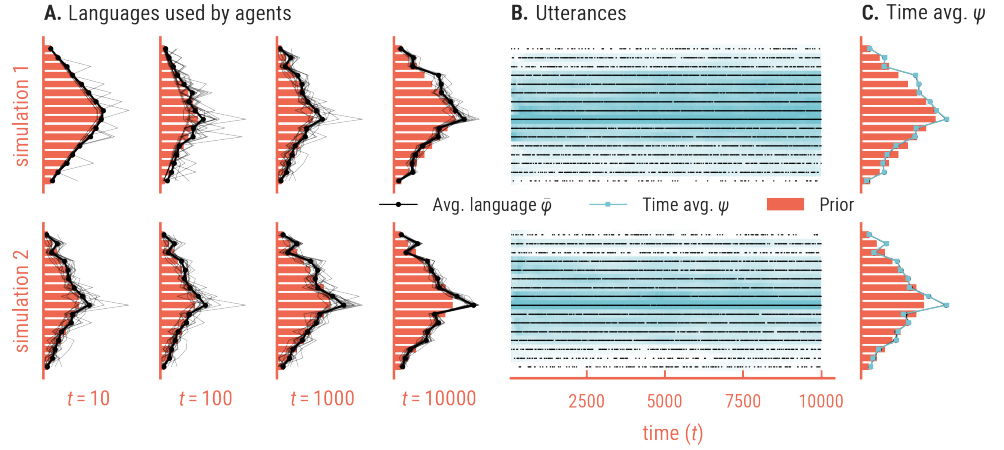 A. Languages used by agents
B. Utterances
C. Time avg. ψ
simulation 1
Avg. language φ̄
Time avg. ψ
Prior
simulation 2
t = 10
t = 100
t = 1000
t = 10000
2500
5000
7500
10000
time (t)